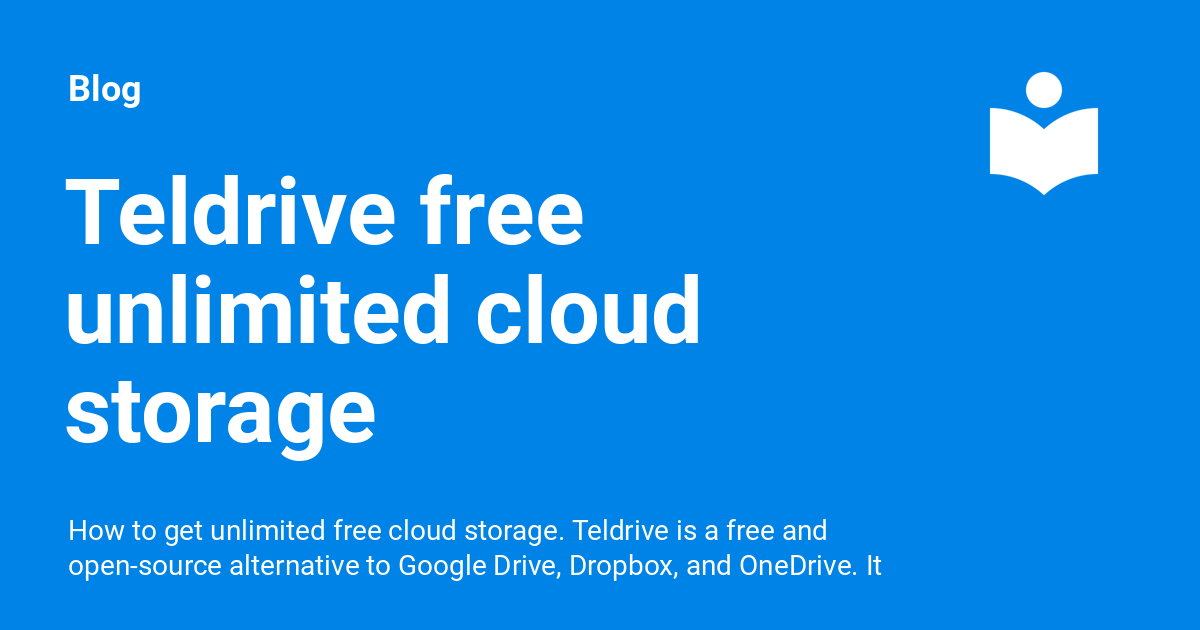 Blog
Teldrive free
unlimited cloud
storage
How to get unlimited free cloud storage. Teldrive is a free and
open-source alternative to Google Drive, Dropbox, and OneDrive. It